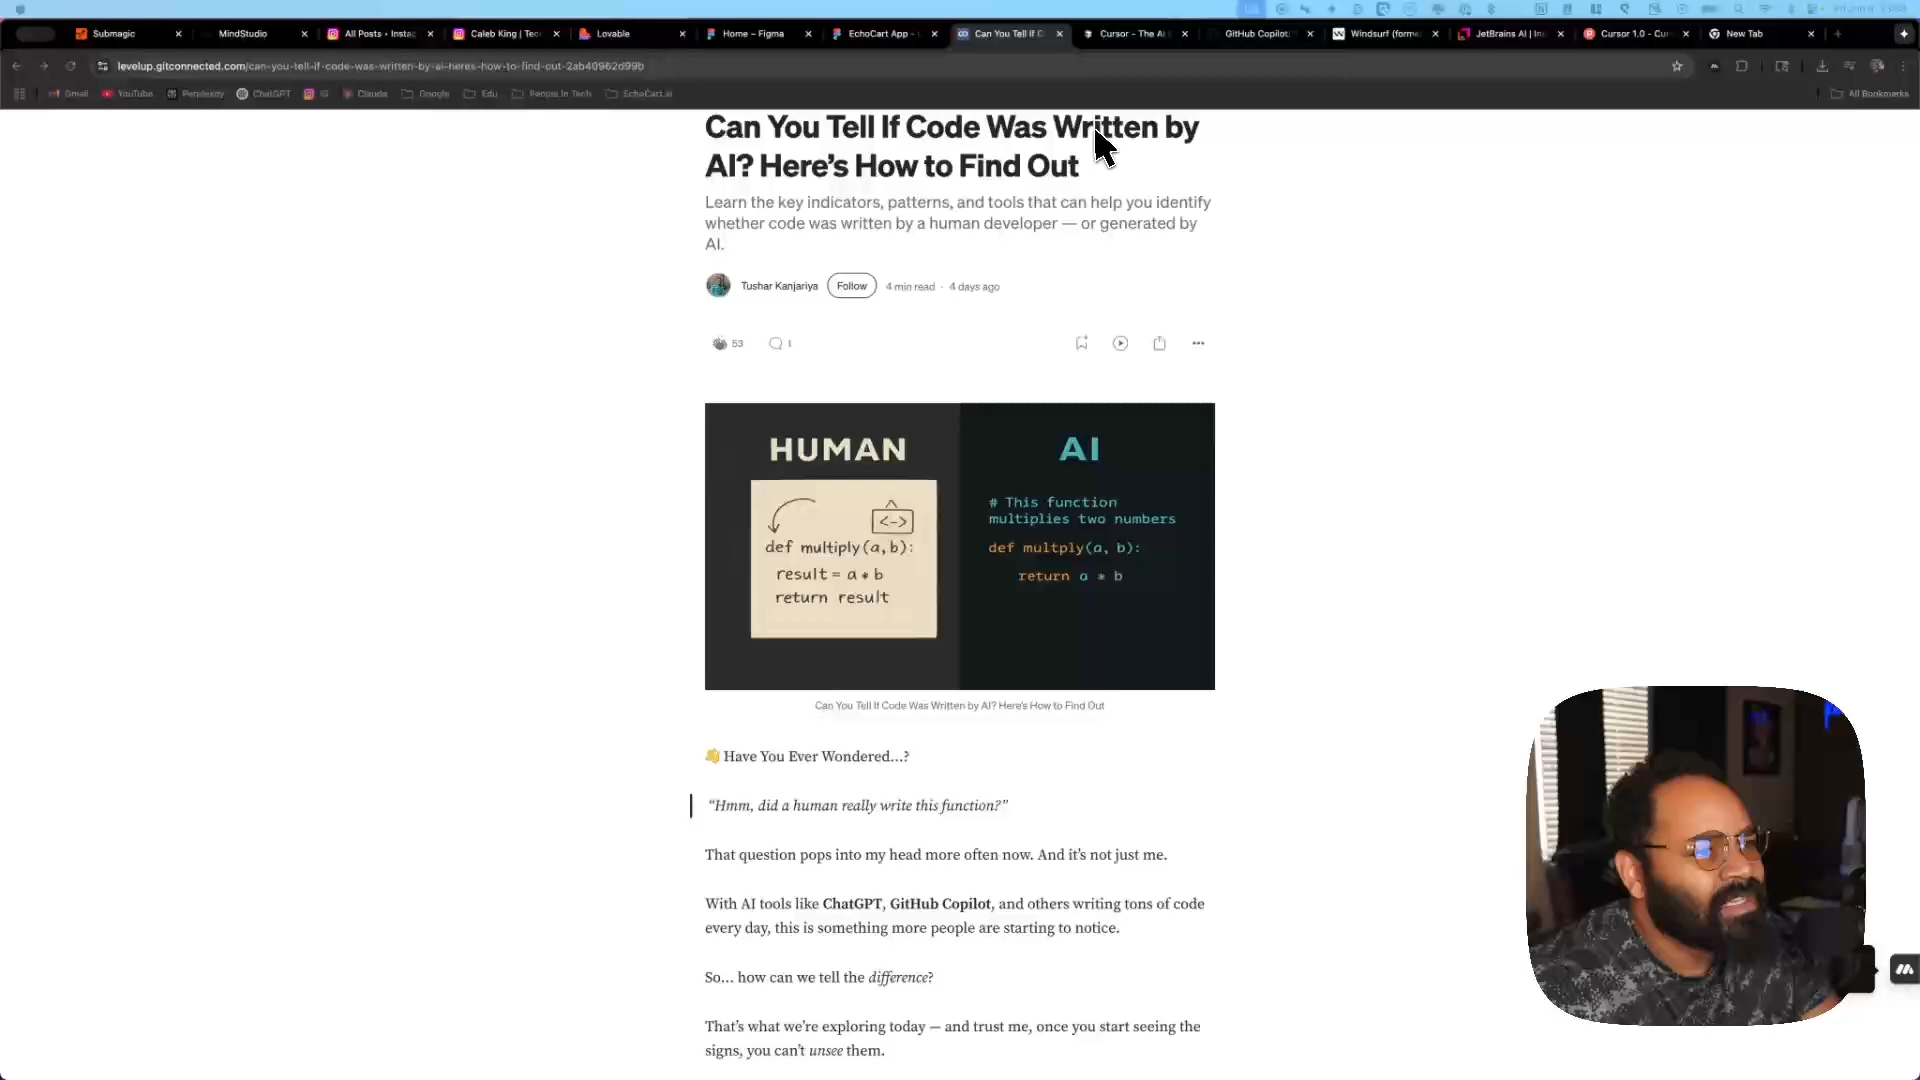 Submagic
MindStudio
All Posts · Instag
Caleb King | Tec
Lovable
Home – Figma
EchoCart App -
Can You Tell If C
Cursor - The AI
GitHub Copilot
Windsurf (forme
JetBrains AI | In
Cursor 1.0 - Cu
New Tab
levelup.gitconnected.com/can-you-tell-if-code-was-written-by-ai-heres-how-to-find-out-2ab40962d99b
Gmail
YouTube
Perplexity
ChatGPT
IG
Claude
Google
Edu
People In Tech
EchoCart.ai
All Bookmarks
Can You Tell If Code Was Written by
AI? Here’s How to Find Out
Learn the key indicators, patterns, and tools that can help you identify
whether code was written by a human developer — or generated by
AI.
Tushar Kanjariya Follow 4 min read · 4 days ago
53 1
HUMAN
<->
def multiply(a,b):
result = a * b
return result
AI
# This function
multiplies two numbers
def multply(a, b):
return a * b
Can You Tell If Code Was Written by AI? Here’s How to Find Out
👋 Have You Ever Wondered…?
“Hmm, did a human really write this function?”
That question pops into my head more often now. And it’s not just me.
With AI tools like ChatGPT, GitHub Copilot, and others writing tons of code
every day, this is something more people are starting to notice.
So… how can we tell the difference?
That’s what we’re exploring today — and trust me, once you start seeing the
signs, you can’t unsee them.